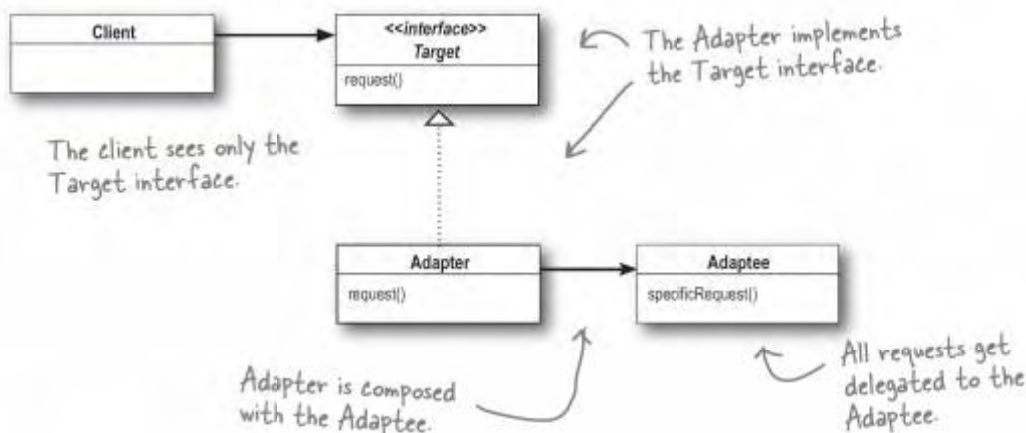 Client
<<interface>>
Target
request()
The Adapter implements
the Target interface.
The client sees only the
Target interface.
Adapter
request()
Adaptee
specificRequest()
Adapter is composed
with the Adaptee.
All requests get
delegated to the
Adaptee.